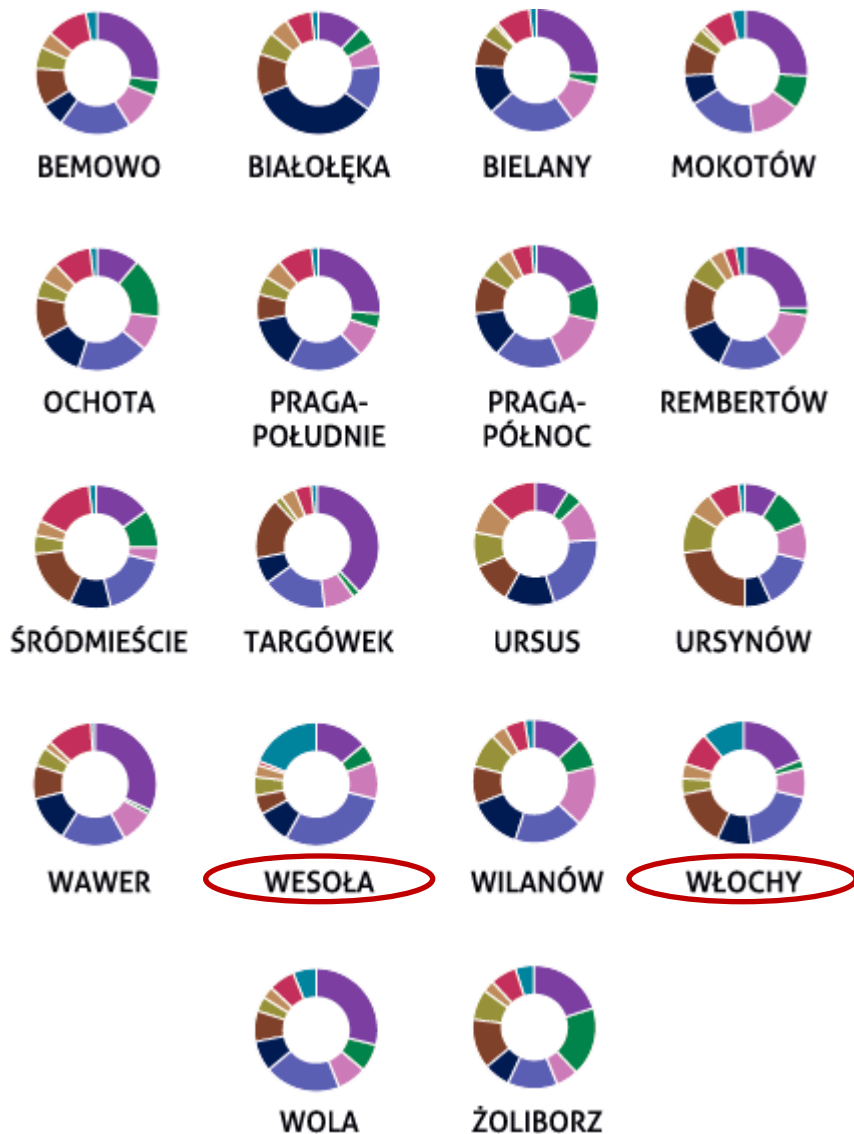 BEMOWO
BIAŁOŁĘKA
BIELANY
MOKOTÓW
OCHOTA
PRAGA-
POŁUDNIE
PRAGA-
PÓŁNOC
REMBERTÓW
ŚRÓDMIEŚCIE
TARGÓWEK
URSUS
URSYNÓW
WAWER
WESOŁA
WILANÓW
WŁOCHY
WOLA
ŻOLIBORZ